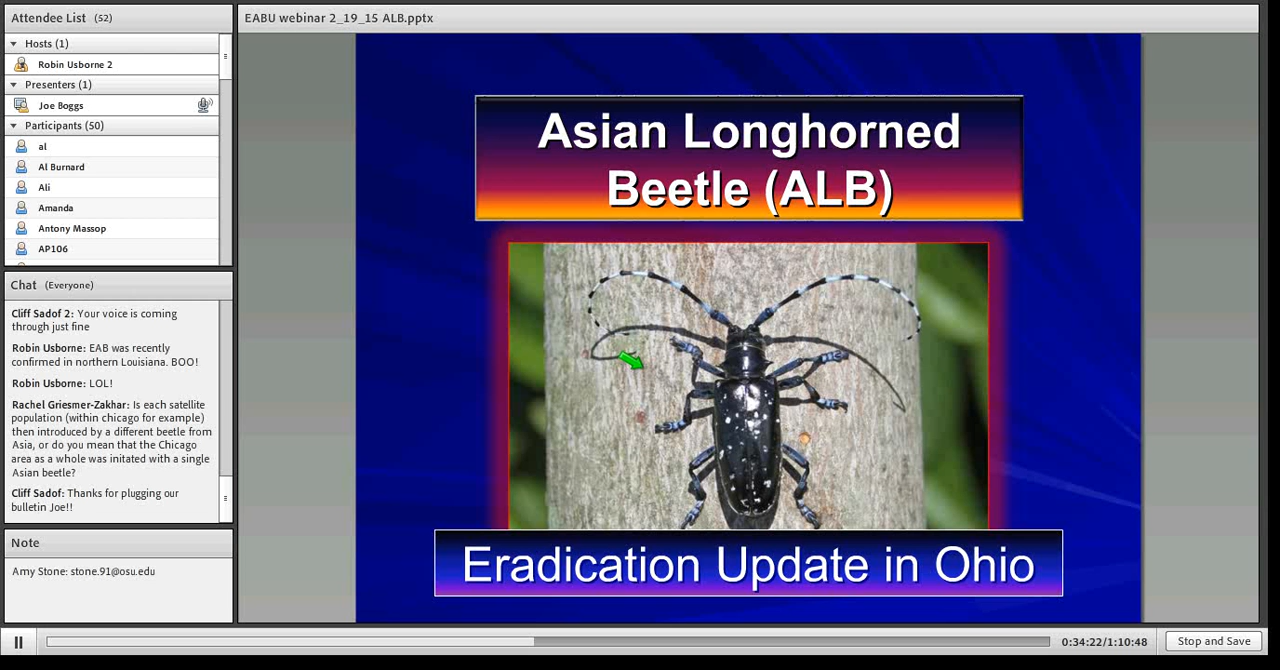 Attendee List (52)
Hosts (1)
Robin Usborne 2
Presenters (1)
Joe Boggs
Participants (50)
al
Al Burnard
Ali
Amanda
Antony Massop
AP106
Chat (Everyone)
Cliff Sadof 2: Your voice is coming
through just fine
Robin Usborne: EAB was recently
confirmed in northern Louisiana. BOO!
Robin Usborne: LOL!
Rachel Griesmer-Zakhar: Is each satellite
population (within chicago for example)
then introduced by a different beetle from
Asia, or do you mean that the Chicago
area as a whole was initated with a single
Asian beetle?
Cliff Sadof: Thanks for plugging our
bulletin Joe!!
Note
Amy Stone: stone.91@osu.edu
EABU webinar 2_19_15 ALB.pptx
Asian Longhorned
Beetle (ALB)
Eradication Update in Ohio
0:34:22/1:10:48
Stop and Save